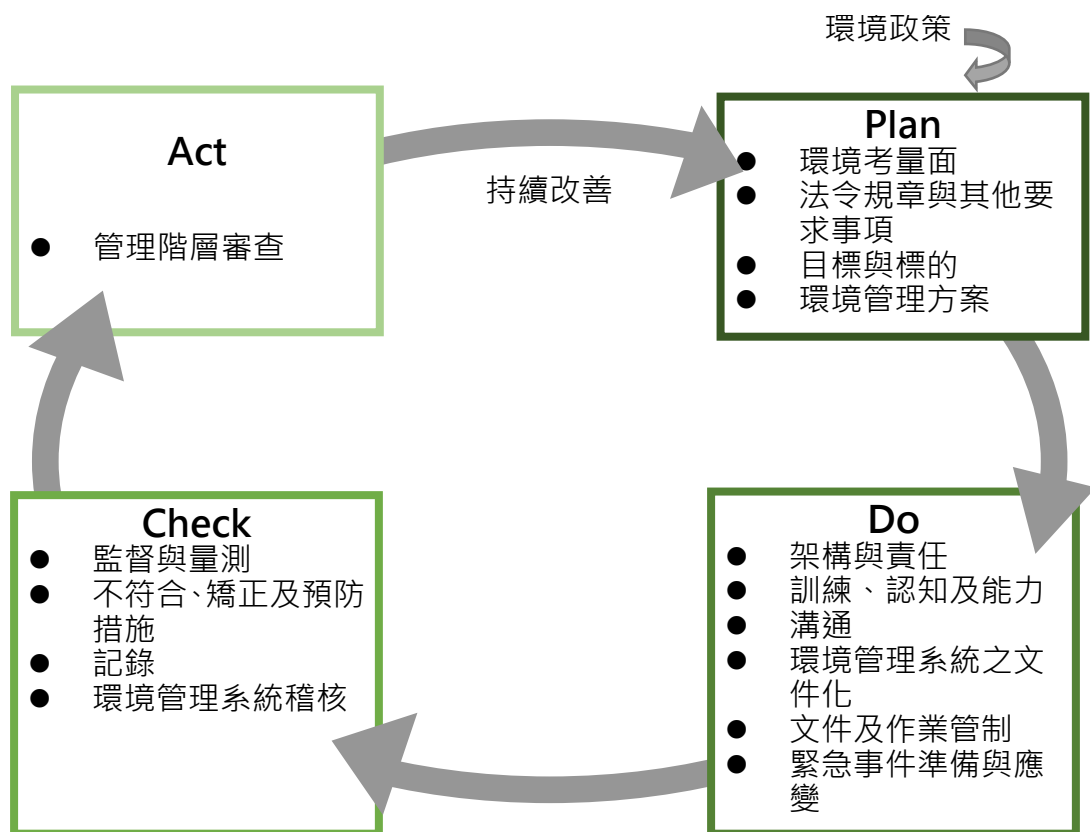 環境政策
Act
● 管理階層審查
持續改善
Plan
● 環境考量面
● 法令規章與其他要
求事項
● 目標與標的
● 環境管理方案
Check
● 監督與量測
● 不符合、矯正及預防
措施
● 記錄
● 環境管理系統稽核
Do
● 架構與責任
● 訓練、認知及能力
● 溝通
● 環境管理系統之文
件化
● 文件及作業管制
● 緊急事件準備與應
變